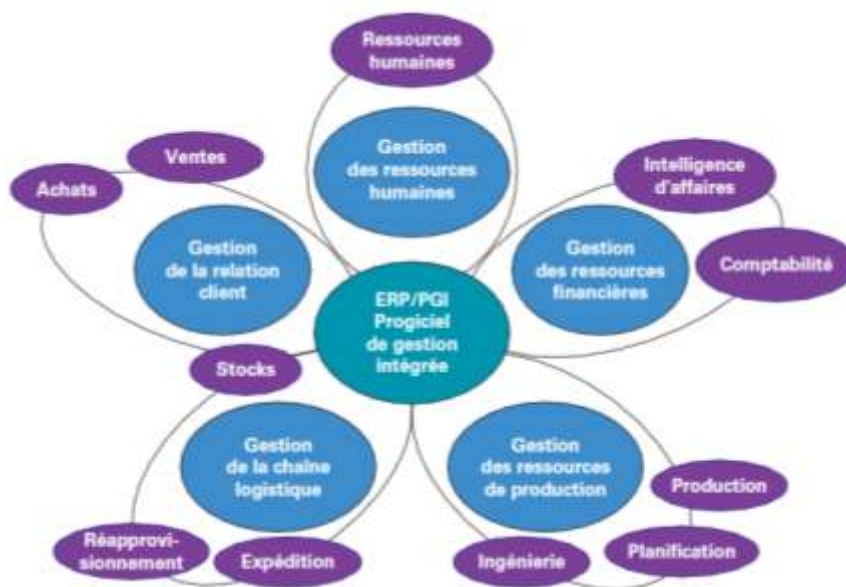 Ressources
humaines
Gestion
des ressources
humaines
Ventes
Achats
Gestion
de la relation
client
Intelligence
d'affaires
Gestion
des ressources
financières
Comptabilité
ERP/PGI
Progiciel
de gestion
intégrée
Stocks
Gestion
de la chaîne
logistique
Gestion
des ressources
de production
Production
Réapprovi-
sionnement
Expédition
Ingénierie
Planification